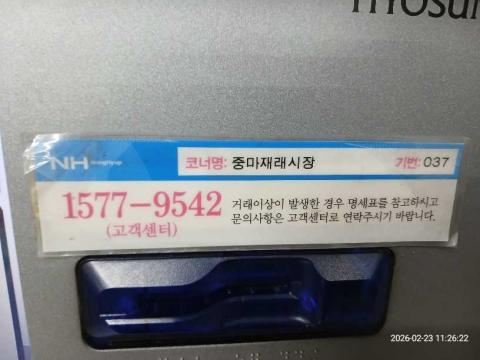 Hyosun
NH NongHyup
코너명: 중마재래시장 기번: 037
1577-9542
(고객센터)
거래이상이 발생한 경우 명세표를 참고하시고
문의사항은 고객센터로 연락주시기 바랍니다.
2026-02-23 11:26:22